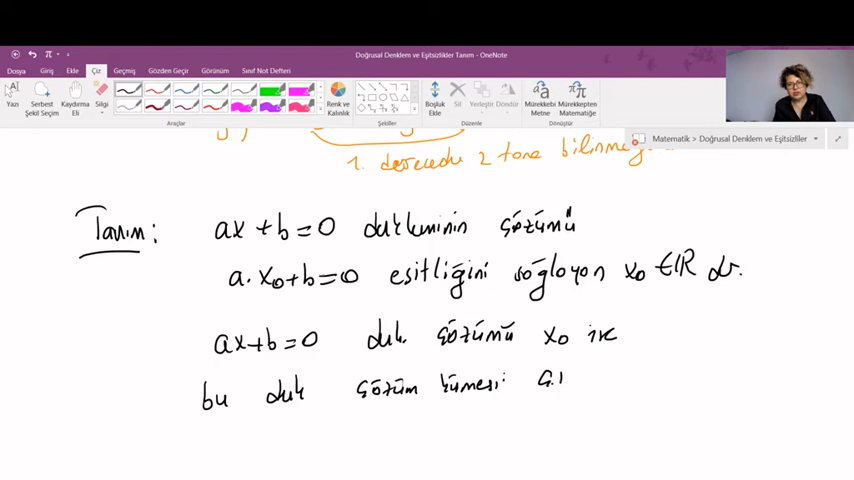 Doğrusal Denklem ve Eşitsizlikler Tanım - OneNote
Dosya Giriş Ekle Çiz Geçmiş Gözden Geçir Görünüm Sınıf Not Defteri
Yazı Serbest Şekil Seçim Kaydırma Eli Silgi Renk ve Kalınlık Boşluk Ekle Sil Yerleştir Döndür Mürekkebi Metne Mürekkepten Matematiğe
Araçlar Şekiller Düzenle Dönüştür
Matematik > Doğrusal Denklem ve Eşitsizlikler
1. derecede 2 tane
Tanım: ax+b=0 denkleminin çözümü
a.x₀+b=0 eşitliğini sağlayan x₀ ∈ IR dir.
ax+b=0 denk. çözümü x₀ ise
bu denk çözüm kümesi Ç.